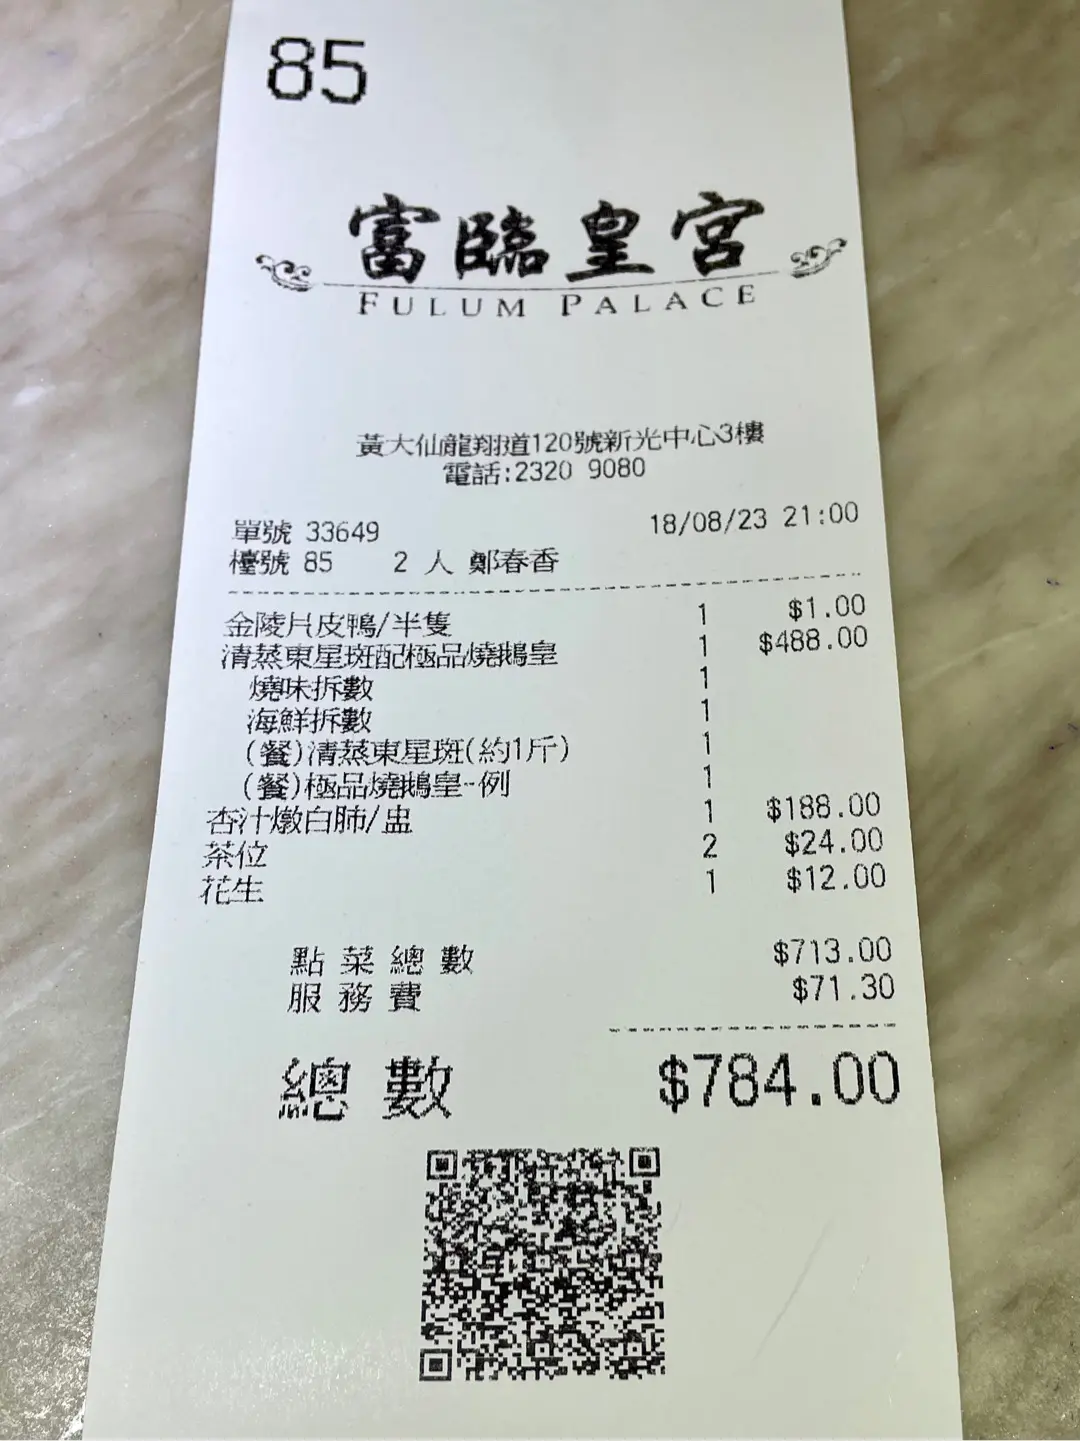 85
富臨皇宮
FULUM PALACE
黃大仙龍翔道120號新光中心3樓
電話:2320 9080
單號 33649 18/08/23 21:00
檯號 85 2 人 鄭春香
金陵片皮鴨/半隻 1 $1.00
清蒸東星斑配極品燒鵝皇 1 $488.00
燒味拆數 1
海鮮拆數 1
(餐)清蒸東星斑(約1斤) 1
(餐)極品燒鵝皇-例 1
杏汁燉白肺/盅 1 $188.00
茶位 2 $24.00
花生 1 $12.00
點菜總數 $713.00
服務費 $71.30
總數 $784.00